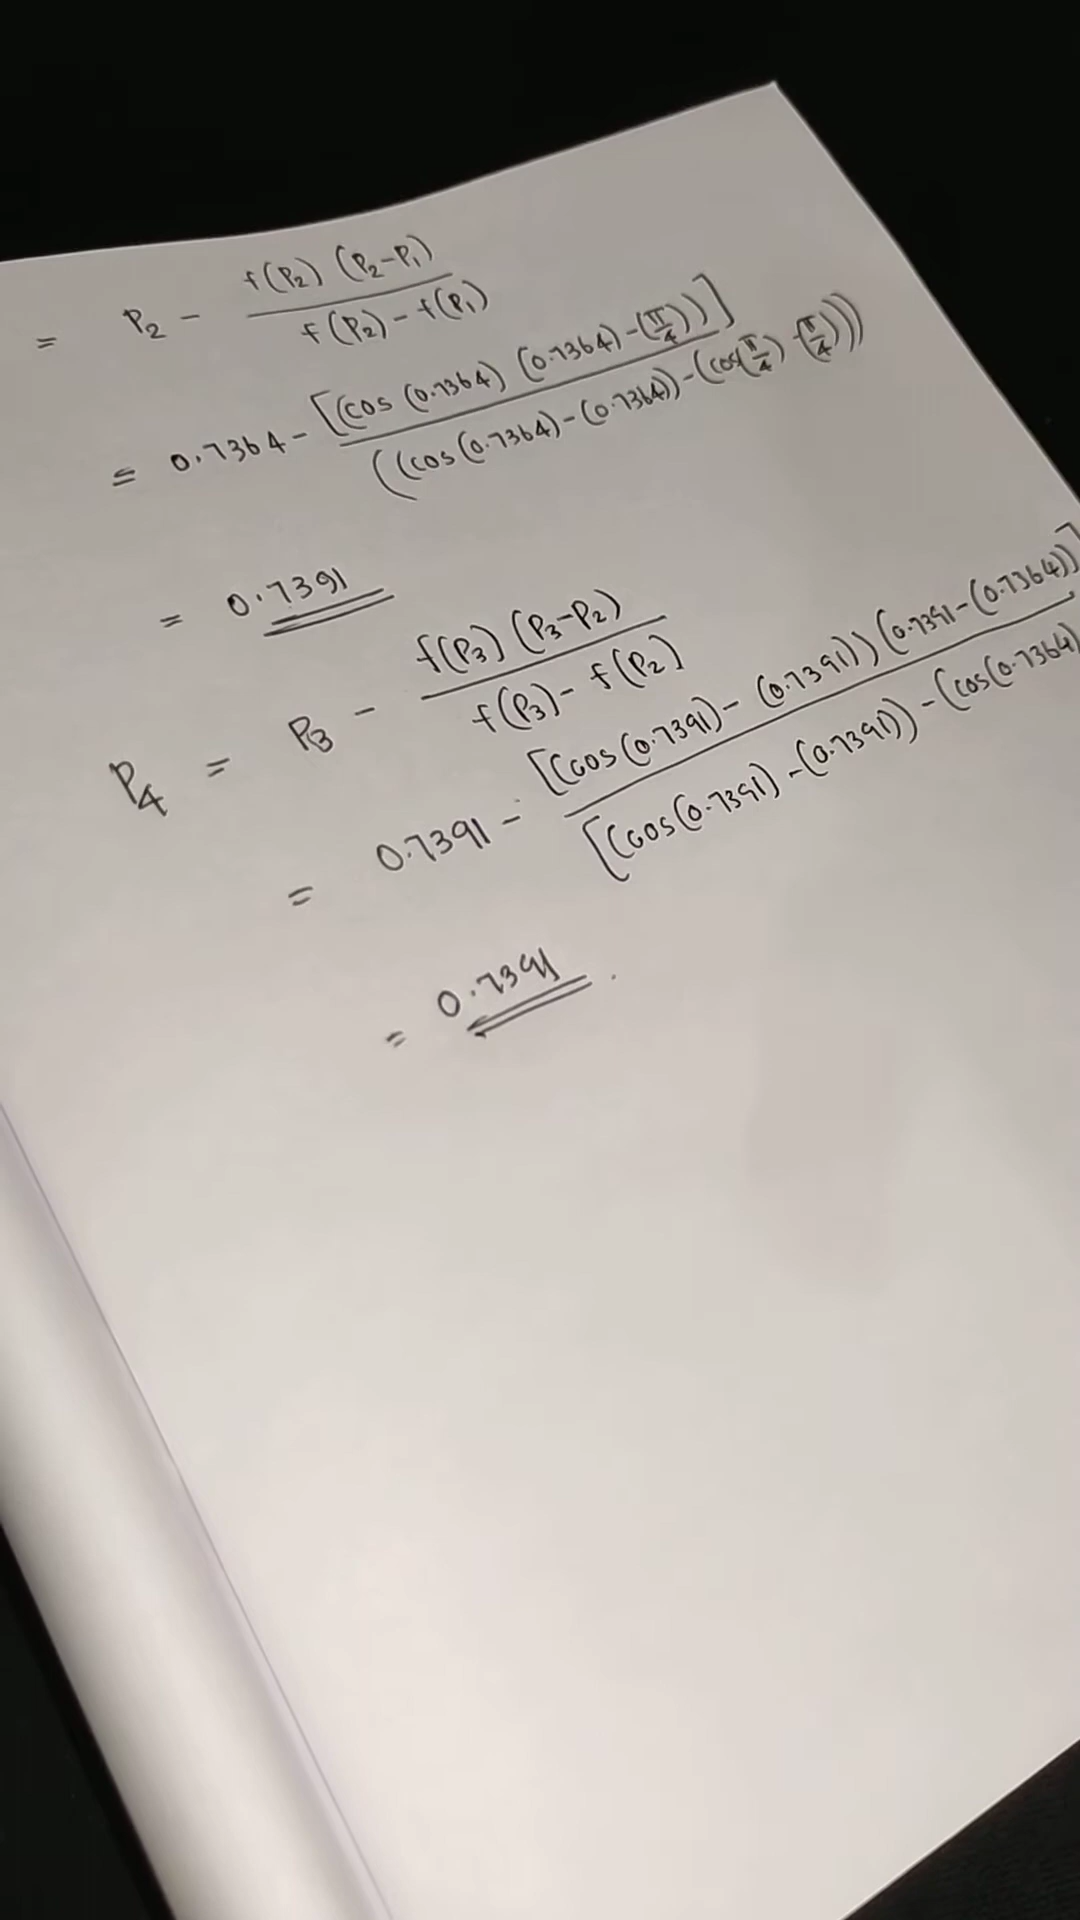 = P₂ - f(P₂) (P₂-P₁) / f(P₂) - f(P₁)
= 0.7364 - [(cos (0.7364) (0.7364) - (π/4))] / ((cos(0.7364) - (0.7364)) - (cos(π/4) - (π/4)))
= 0.7391
P₄ = P₃ - f(P₃) (P₃-P₂) / f(P₃) - f(P₂)
= 0.7391 - [(cos (0.7391) - (0.7391)) (0.7391 - (0.7364))] / [(cos(0.7391) - (0.7391)) - (cos(0.7364)
= 0.7391